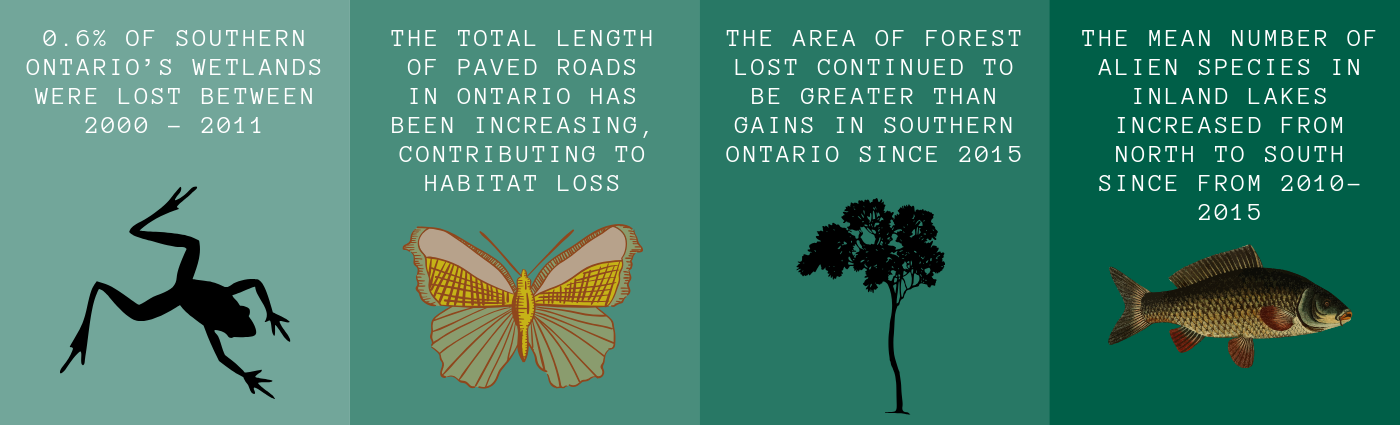 0.6% OF SOUTHERN
ONTARIO’S WETLANDS
WERE LOST BETWEEN
2000 – 2011
THE TOTAL LENGTH
OF PAVED ROADS
IN ONTARIO HAS
BEEN INCREASING,
CONTRIBUTING TO
HABITAT LOSS
THE AREA OF FOREST
LOST CONTINUED TO
BE GREATER THAN
GAINS IN SOUTHERN
ONTARIO SINCE 2015
THE MEAN NUMBER OF
ALIEN SPECIES IN
INLAND LAKES
INCREASED FROM
NORTH TO SOUTH
SINCE FROM 2010–
2015